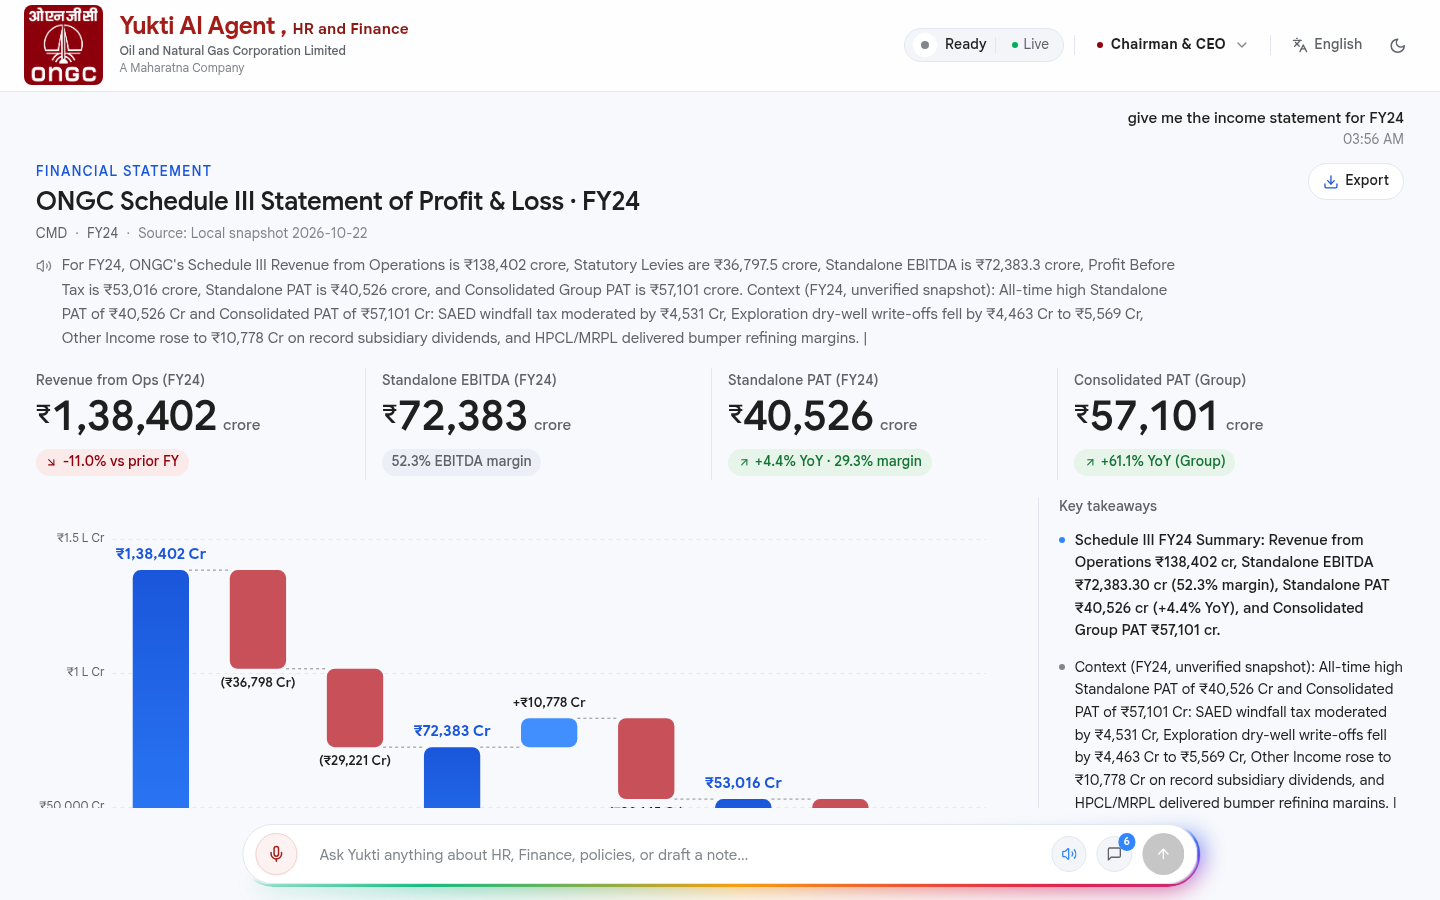 ओएनजीसी
ongc
Yukti AI Agent , HR and Finance
Oil and Natural Gas Corporation Limited
A Maharatna Company
Ready
Live
Chairman & CEO
English
give me the income statement for FY24
03:56 AM
FINANCIAL STATEMENT
ONGC Schedule III Statement of Profit & Loss · FY24
Export
CMD · FY24 · Source: Local snapshot 2026-10-22
For FY24, ONGC's Schedule III Revenue from Operations is ₹138,402 crore, Statutory Levies are ₹36,797.5 crore, Standalone EBITDA is ₹72,383.3 crore, Profit Before
Tax is ₹53,016 crore, Standalone PAT is ₹40,526 crore, and Consolidated Group PAT is ₹57,101 crore. Context (FY24, unverified snapshot): All-time high Standalone
PAT of ₹40,526 Cr and Consolidated PAT of ₹57,101 Cr: SAED windfall tax moderated by ₹4,531 Cr, Exploration dry-well write-offs fell by ₹4,463 Cr to ₹5,569 Cr,
Other Income rose to ₹10,778 Cr on record subsidiary dividends, and HPCL/MRPL delivered bumper refining margins. |
Revenue from Ops (FY24)
₹1,38,402 crore
-11.0% vs prior FY
Standalone EBITDA (FY24)
₹72,383 crore
52.3% EBITDA margin
Standalone PAT (FY24)
₹40,526 crore
+4.4% YoY · 29.3% margin
Consolidated PAT (Group)
₹57,101 crore
+61.1% YoY (Group)
₹1.5 L Cr
₹1 L Cr
₹50,000 Cr
₹1,38,402 Cr
(₹36,798 Cr)
(₹29,221 Cr)
₹72,383 Cr
+₹10,778 Cr
₹53,016 Cr
Key takeaways
Schedule III FY24 Summary: Revenue from
Operations ₹138,402 cr, Standalone EBITDA
₹72,383.30 cr (52.3% margin), Standalone PAT
₹40,526 cr (+4.4% YoY), and Consolidated
Group PAT ₹57,101 cr.
Context (FY24, unverified snapshot): All-time high
Standalone PAT of ₹40,526 Cr and Consolidated
PAT of ₹57,101 Cr: SAED windfall tax moderated
by ₹4,531 Cr, Exploration dry-well write-offs fell
by ₹4,463 Cr to ₹5,569 Cr, Other Income rose to
₹10,778 Cr on record subsidiary dividends, and
HPCL/MRPL delivered bumper refining margins. |
Ask Yukti anything about HR, Finance, policies, or draft a note...
6